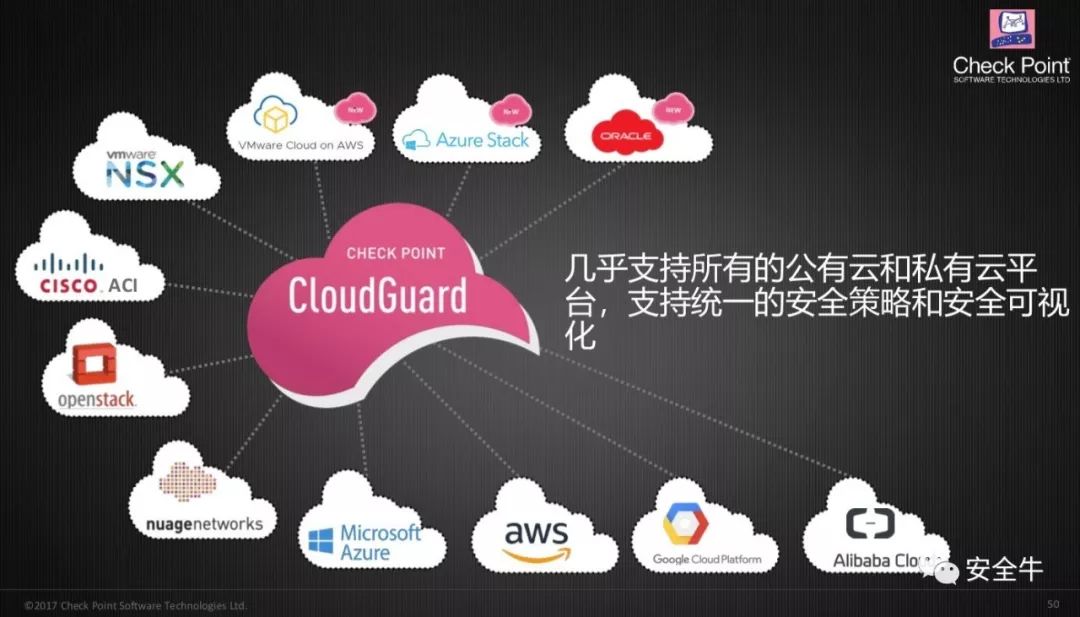 Check Point
SOFTWARE TECHNOLOGIES LTD
NEW
VMware Cloud on AWS
NEW
Azure Stack
NEW
ORACLE
vmware
NSX
CISCO ACI
openstack.
nuagenetworks
Microsoft
Azure
aws
Google Cloud Platform
Alibaba Clou
CHECK POINT
CloudGuard
几乎支持所有的公有云和私有云平
台，支持统一的安全策略和安全可视
化
安全牛
©2017 Check Point Software Technologies Ltd.
50